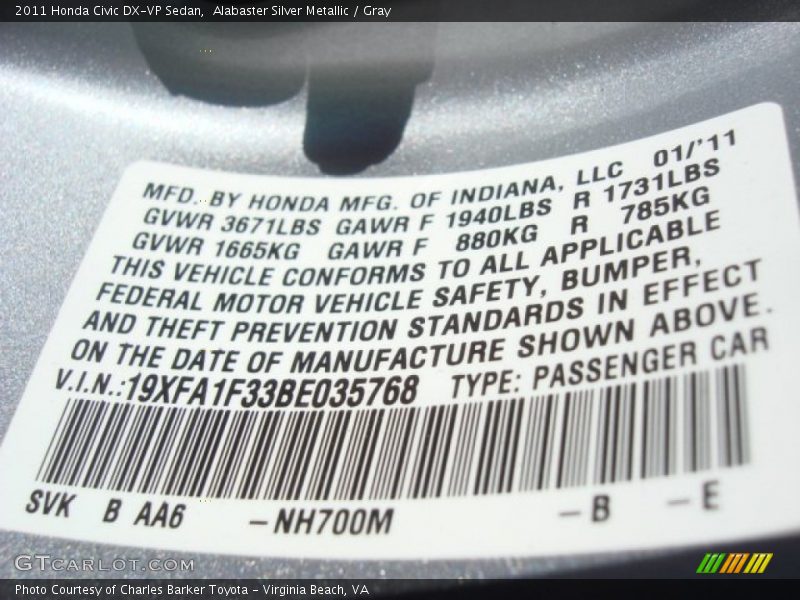 2011 Honda Civic DX-VP Sedan, Alabaster Silver Metallic / Gray
MFD. BY HONDA MFG. OF INDIANA, LLC 01/'11
GVWR 3671LBS GAWR F 1940LBS R 1731LBS
GVWR 1665KG GAWR F 880KG R 785KG
THIS VEHICLE CONFORMS TO ALL APPLICABLE
FEDERAL MOTOR VEHICLE SAFETY, BUMPER,
AND THEFT PREVENTION STANDARDS IN EFFECT
ON THE DATE OF MANUFACTURE SHOWN ABOVE.
V.I.N.:19XFA1F33BE035768 TYPE: PASSENGER CAR
SVK B AA6 -NH700M -B -E
GTCARLOT.COM
Photo Courtesy of Charles Barker Toyota - Virginia Beach, VA